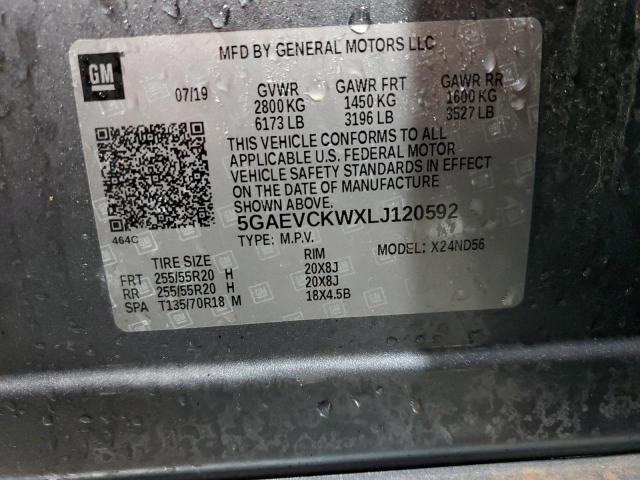 GM
MFD BY GENERAL MOTORS LLC
07/19 GVWR GAWR FRT GAWR RR
2800 KG 1450 KG 1600 KG
6173 LB 3196 LB 3527 LB
THIS VEHICLE CONFORMS TO ALL
APPLICABLE U.S. FEDERAL MOTOR
VEHICLE SAFETY STANDARDS IN EFFECT
ON THE DATE OF MANUFACTURE
SHOWN ABOVE.
5GAEVCKWXLJ120592
464C TYPE: M.P.V. MODEL: X24ND56
TIRE SIZE RIM
FRT 255/55R20 H 20X8J
RR 255/55R20 H 20X8J
SPA T135/70R18 M 18X4.5B